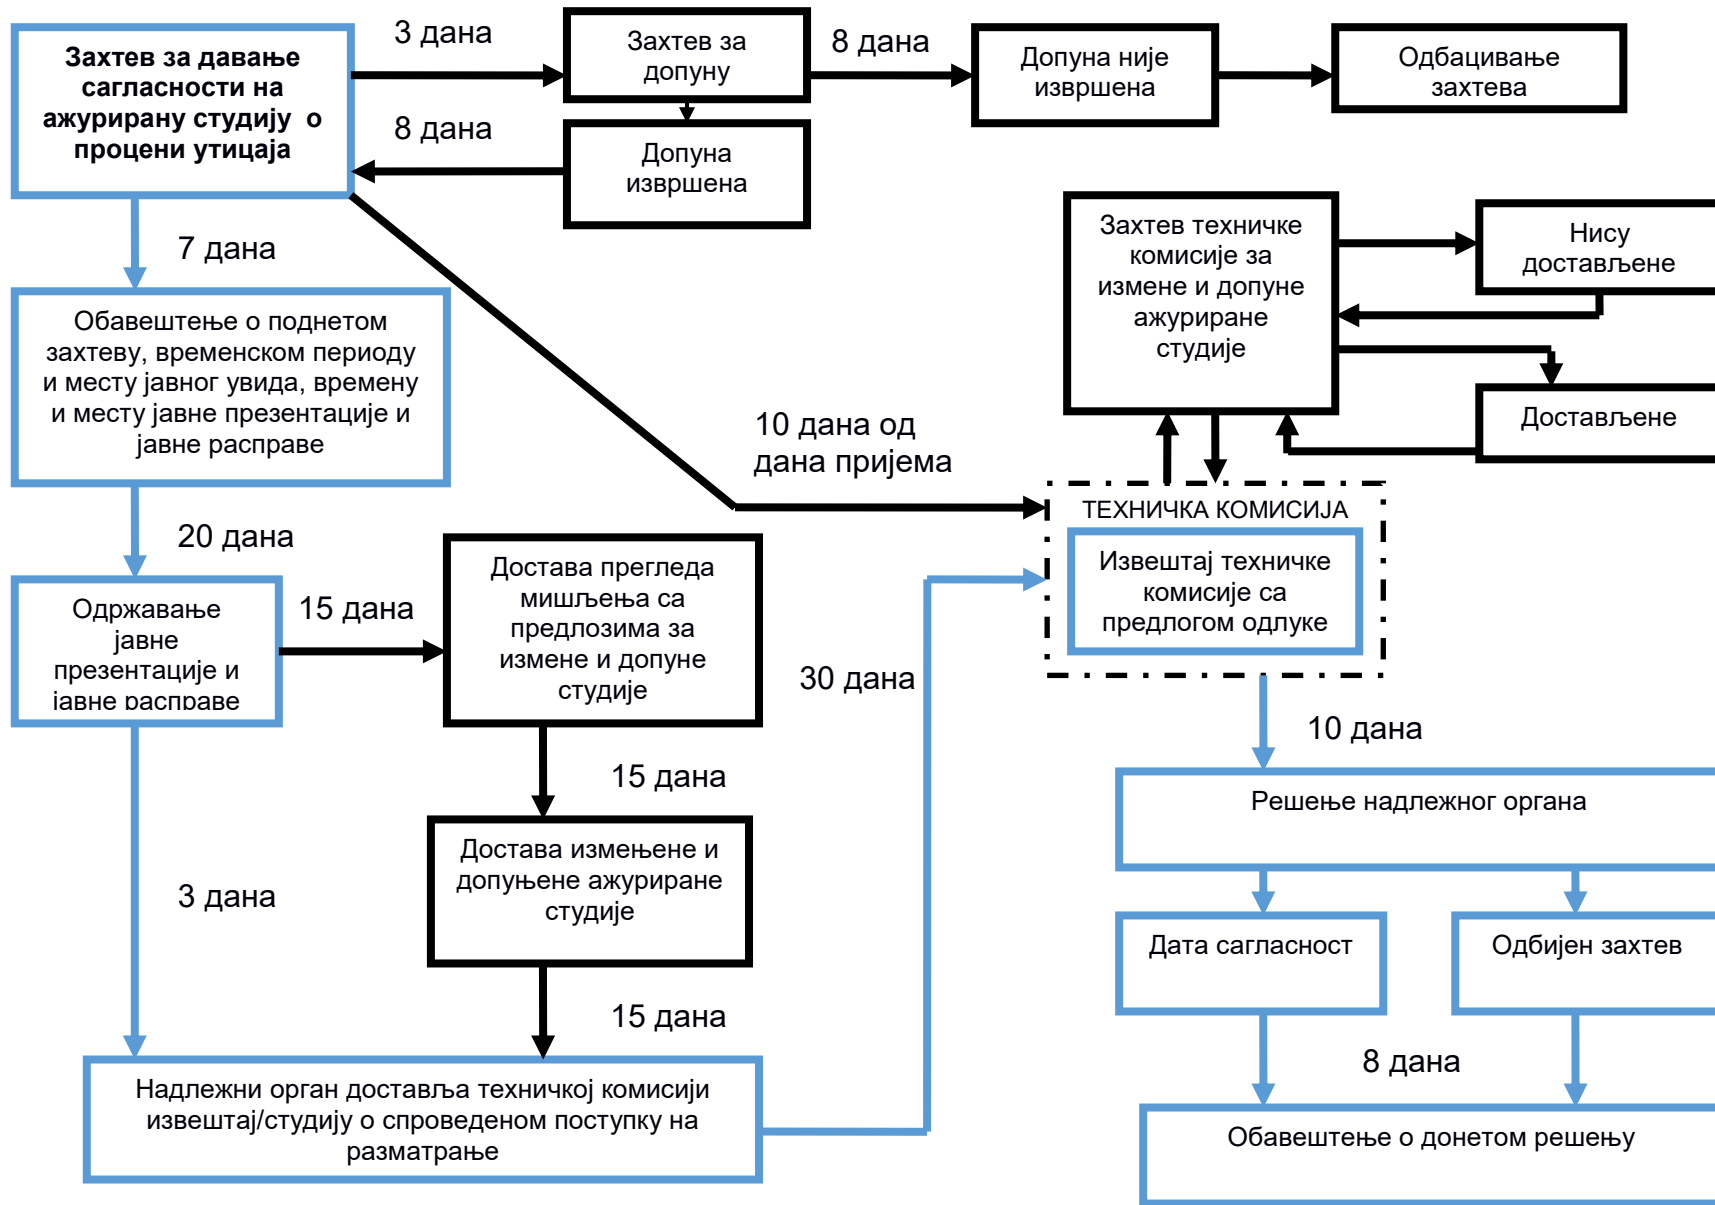 Захтев за давање
сагласности на
ажурирану студију о
процени утицаја
3 дана
Захтев за
допуну
8 дана
Допуна није
извршена
Одбацивање
захтева
8 дана
Допуна
извршена
7 дана
Обавештење о поднетом
захтеву, временском периоду
и месту јавног увида, времену
и месту јавне презентације и
јавне расправе
Захтев техничке
комисије за
измене и допуне
ажуриране
студије
Нису
достављене
Достављене
10 дана од
дана пријема
ТЕХНИЧКА КОМИСИЈА
Извештај техничке
комисије са
предлогом одлуке
20 дана
Одржавање
јавне
презентације и
јавне расправе
15 дана
Достава прегледа
мишљења са
предлозима за
измене и допуне
студије
30 дана
15 дана
Достава измењене и
допуњене ажуриране
студије
3 дана
15 дана
Надлежни орган доставља техничкој комисији
извештај/студију о спроведеном поступку на
разматрање
10 дана
Решење надлежног органа
Дата сагласност
Одбијен захтев
8 дана
Обавештење о донетом решењу